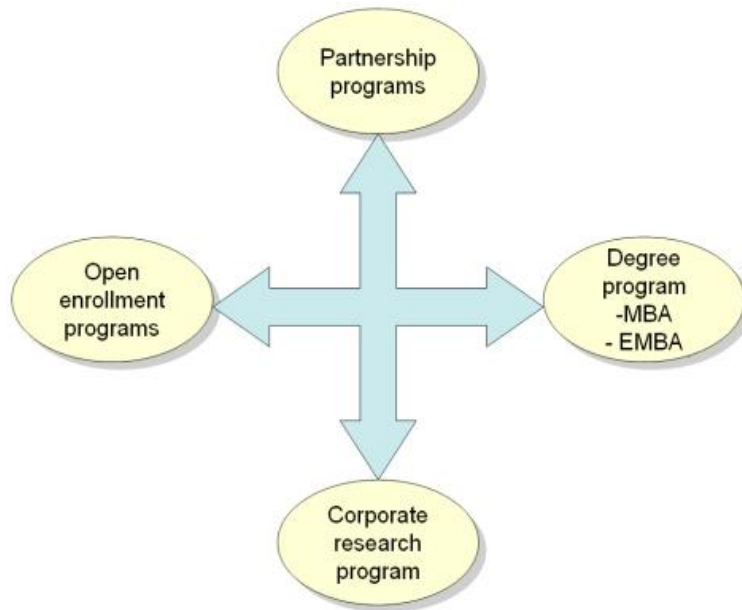 Partnership
programs
Open
enrollment
programs
Degree
program
-MBA
- EMBA
Corporate
research
program